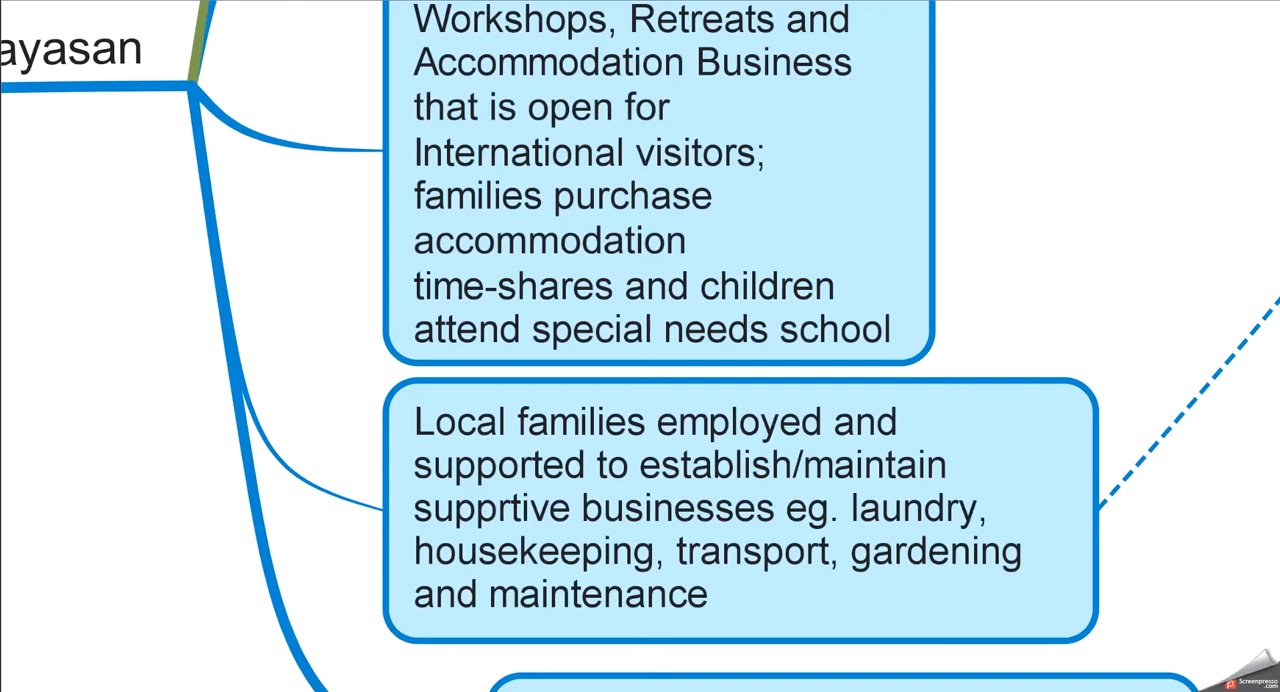 ayasan
Workshops, Retreats and
Accommodation Business
that is open for
International visitors;
families purchase
accommodation
time-shares and children
attend special needs school
Local families employed and
supported to establish/maintain
supprtive businesses eg. laundry,
housekeeping, transport, gardening
and maintenance
Screenpresso
.com